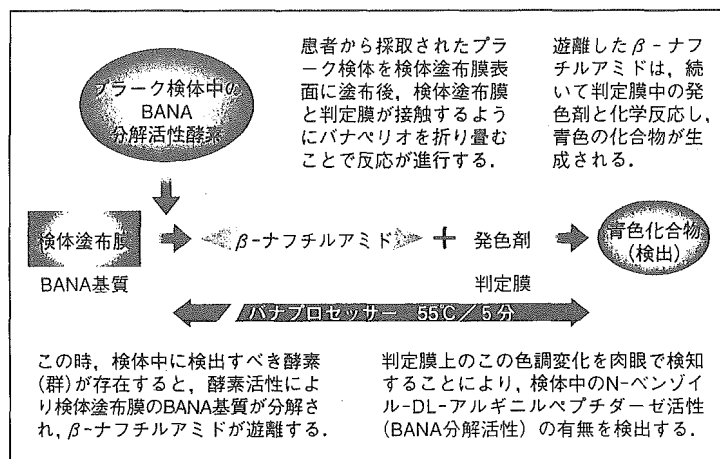 プラーク検体中の
BANA
分解活性酵素
患者から採取されたプラ
ーク検体を検体塗布膜表
面に塗布後，検体塗布膜
と判定膜が接触するよう
にバナペリオを折り畳む
ことで反応が進行する．
遊離したβ-ナフ
チルアミドは，続
いて判定膜中の発
色剤と化学反応し，
青色の化合物が生
成される．
検体塗布膜
β-ナフチルアミド
+
発色剤
青色化合物
(検出)
BANA基質
判定膜
バナプロセッサー 55℃／5分
この時，検体中に検出すべき酵素
(群)が存在すると，酵素活性によ
り検体塗布膜のBANA基質が分解さ
れ，β-ナフチルアミドが遊離する．
判定膜上のこの色調変化を肉眼で検知
することにより，検体中のN-ベンゾイ
ル-DL-アルギニルペプチダーゼ活性
(BANA分解活性）の有無を検出する．